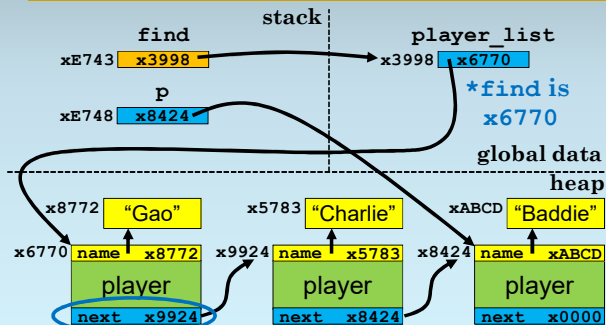 stack
find
player_list
xE743 x3998
x3998 x6770
*find is
x6770
p
xE748 x8424
global data
heap
x8772 "Gao"
x5783 "Charlie"
xABCD "Baddie"
x6770 name x8772
x9924 name x5783
x8424 name xABCD
player
player
player
next x9924
next x8424
next x0000